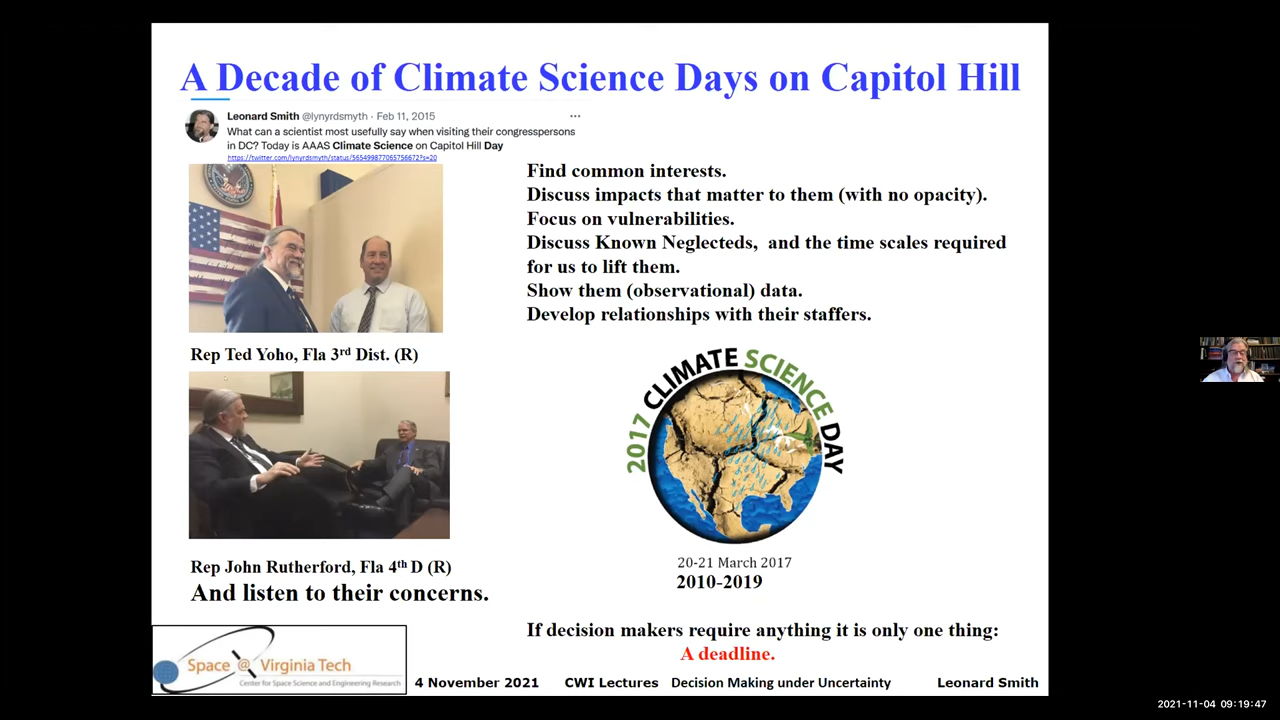 A Decade of Climate Science Days on Capitol Hill
Leonard Smith @lynyrdsmyth · Feb 11, 2015
What can a scientist most usefully say when visiting their congresspersons
in DC? Today is AAAS Climate Science on Capitol Hill Day
https://twitter.com/lynyrdsmyth/status/565499877065756672?s=20
Find common interests.
Discuss impacts that matter to them (with no opacity).
Focus on vulnerabilities.
Discuss Known Neglecteds, and the time scales required
for us to lift them.
Show them (observational) data.
Develop relationships with their staffers.
Rep Ted Yoho, Fla 3rd Dist. (R)
2017 CLIMATE SCIENCE DAY
20-21 March 2017
2010-2019
Rep John Rutherford, Fla 4th D (R)
And listen to their concerns.
If decision makers require anything it is only one thing:
A deadline.
Space @ Virginia Tech
Center for Space Science and Engineering Research
4 November 2021 CWI Lectures Decision Making under Uncertainty Leonard Smith
2021-11-04 09:19:47